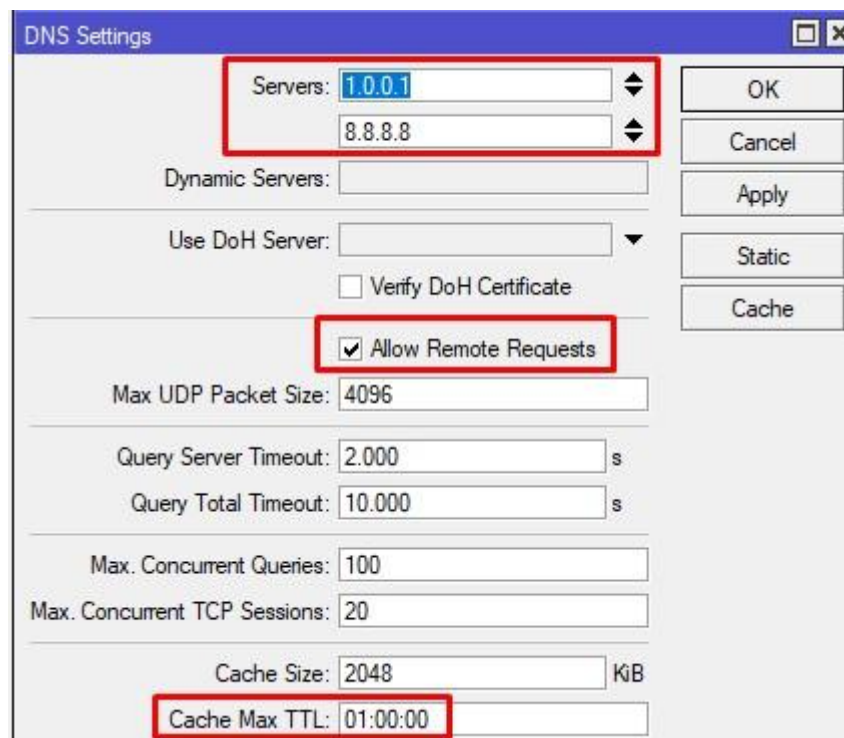 DNS Settings
Servers: 1.0.0.1
8.8.8.8
OK
Cancel
Dynamic Servers:
Apply
Use DoH Server:
Static
Verify DoH Certificate
Cache
Allow Remote Requests
Max UDP Packet Size: 4096
Query Server Timeout: 2.000 s
Query Total Timeout: 10.000 s
Max. Concurrent Queries: 100
Max. Concurrent TCP Sessions: 20
Cache Size: 2048 KiB
Cache Max TTL: 01:00:00